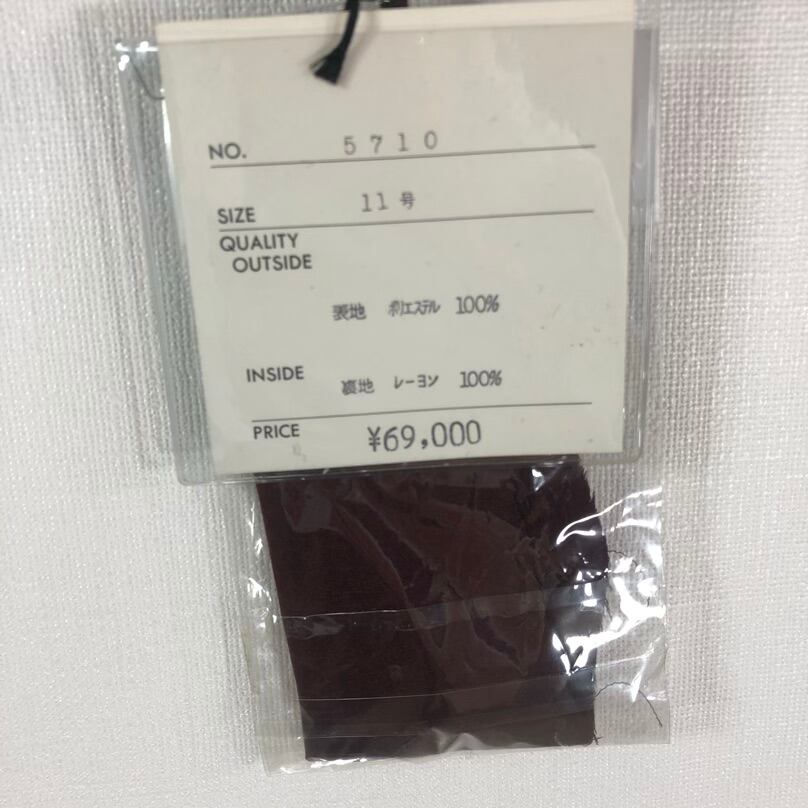 NO. 5710
SIZE 11号
QUALITY
OUTSIDE
表地 ポリエステル 100%
INSIDE 裏地 レーヨン 100%
PRICE ¥69,000